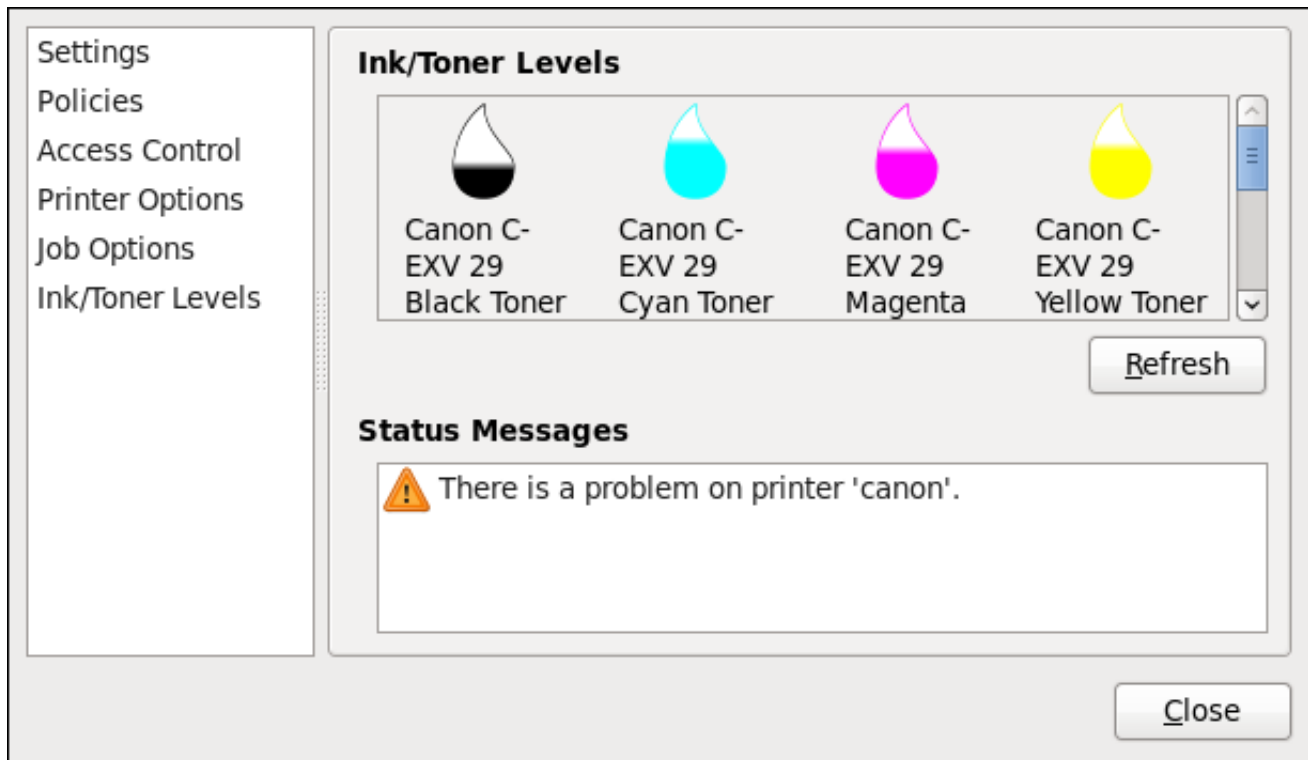 Settings
Policies
Access Control
Printer Options
Job Options
Ink/Toner Levels
Ink/Toner Levels
Canon C-
EXV 29
Black Toner
Canon C-
EXV 29
Cyan Toner
Canon C-
EXV 29
Magenta
Canon C-
EXV 29
Yellow Toner
Refresh
Status Messages
There is a problem on printer 'canon'.
Close